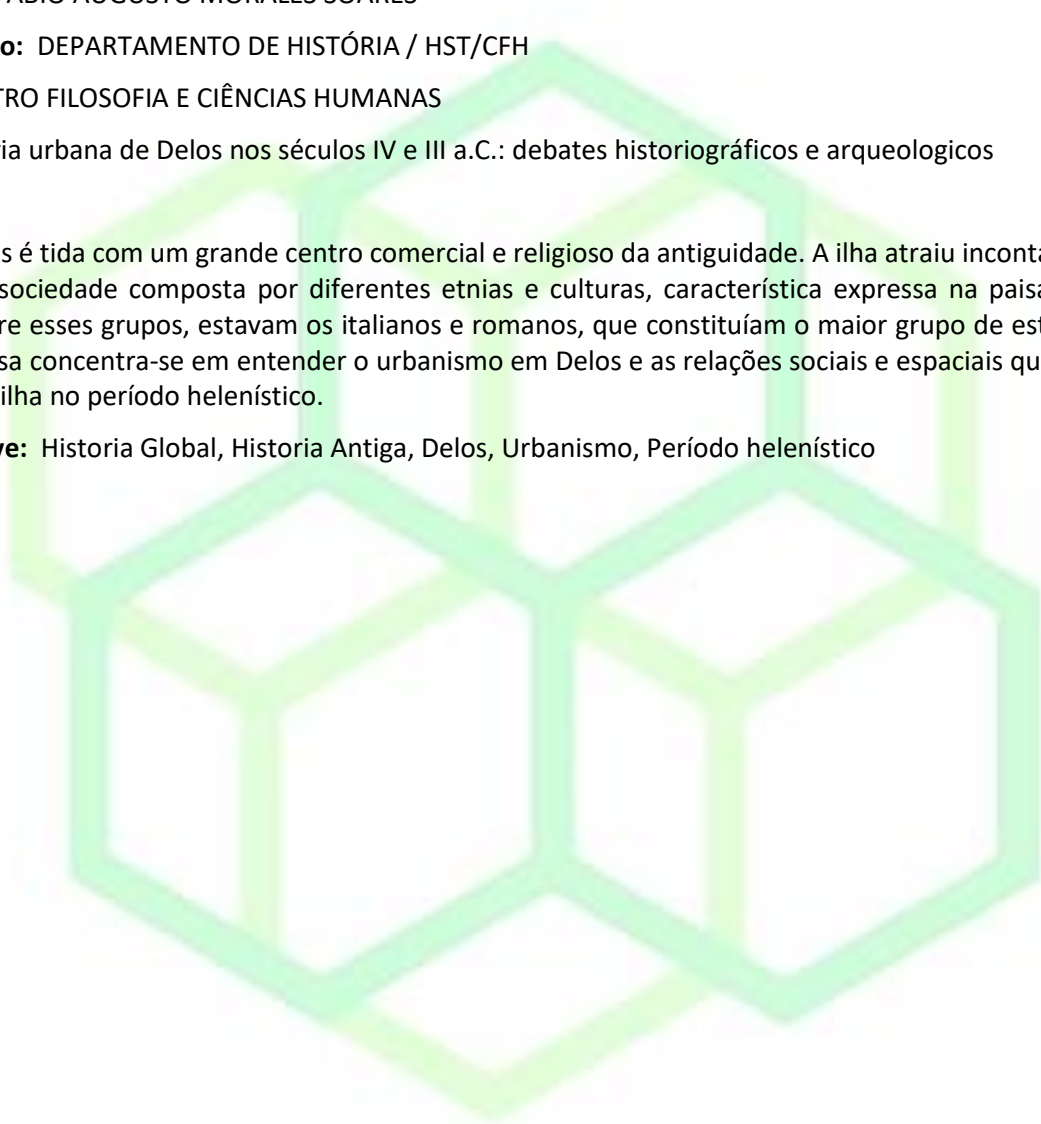 FABIO AUGUSTO MORALES SOARES
o: DEPARTAMENTO DE HISTÓRIA / HST/CFH
TRO FILOSOFIA E CIÊNCIAS HUMANAS
ia urbana de Delos nos séculos IV e III a.C.: debates historiográficos e arqueologicos
s é tida com um grande centro comercial e religioso da antiguidade. A ilha atraiu inconta
sociedade composta por diferentes etnias e culturas, característica expressa na paisa
re esses grupos, estavam os italianos e romanos, que constituíam o maior grupo de est
sa concentra-se em entender o urbanismo em Delos e as relações sociais e espaciais qu
ilha no período helenístico.
ve: Historia Global, Historia Antiga, Delos, Urbanismo, Período helenístico